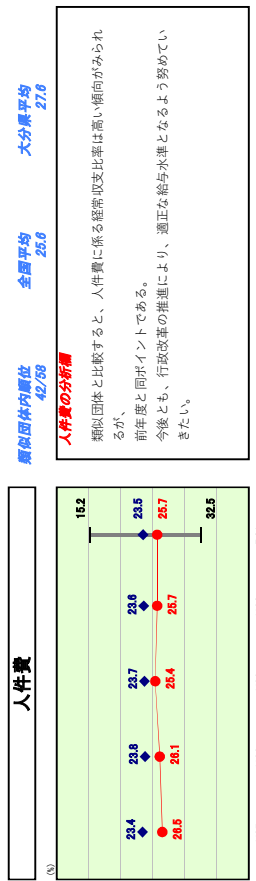 人件費
類似団体内順位 全国平均 大分県平均
42/58 25.6 27.6
(%)
23.4 23.8 23.7 23.6 23.5
26.5 26.1 25.4 25.7 25.7
15.2
32.5
人件費の分析欄
類似団体と比較すると、人件費に係る経常収支比率は高い傾向がみられ
るが、
前年度と同ポイントである。
今後とも、行政改革の推進により、適正な給与水準となるよう努めてい
きたい。